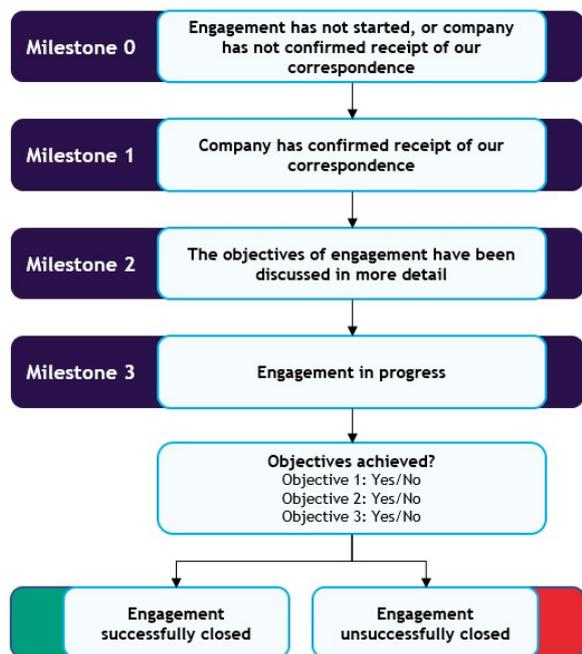 Milestone 0
Engagement has not started, or company
has not confirmed receipt of our
correspondence
Milestone 1
Company has confirmed receipt of our
correspondence
Milestone 2
The objectives of engagement have been
discussed in more detail
Milestone 3
Engagement in progress
Objectives achieved?
Objective 1: Yes/No
Objective 2: Yes/No
Objective 3: Yes/No
Engagement
successfully closed
Engagement
unsuccessfully closed